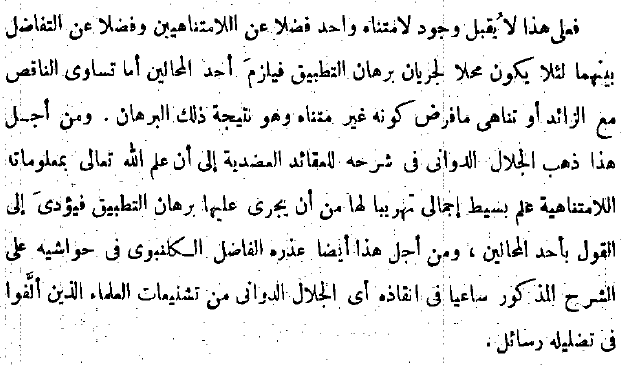 فعلى هذا لا يُقبل وجود لامتناه واحد فضلا عن اللامتناهيين وفضلا عن التفاضل
بينهما لئلا يكون محلا لجريان برهان التطبيق فيلزمَ أحد المحالين أما تساوى الناقص
مع الزائد أو تناهى مافرض كونه غير متناه وهو نتيجة ذلك البرهان . ومن أجل
هذا ذهب الجلال الدوانى فى شرحه للعقائد العضدية إلى أن علم الله تعالى بمعلوماته
اللامتناهية علم بسيط إجمالى تهريبا لها من أن يجرى عليها برهان التطبيق فيؤدىَ إلى
القول بأحد المحالين ، ومن أجل هذا أيضا عذره الفاضل الكلنبوى فى حواشيه على
الشرح المذكور ساعيا فى انقاذه أى الجلال الدوانى من تشنيعات العلماء الذين ألَّفوا
فى تضليله رسائل .